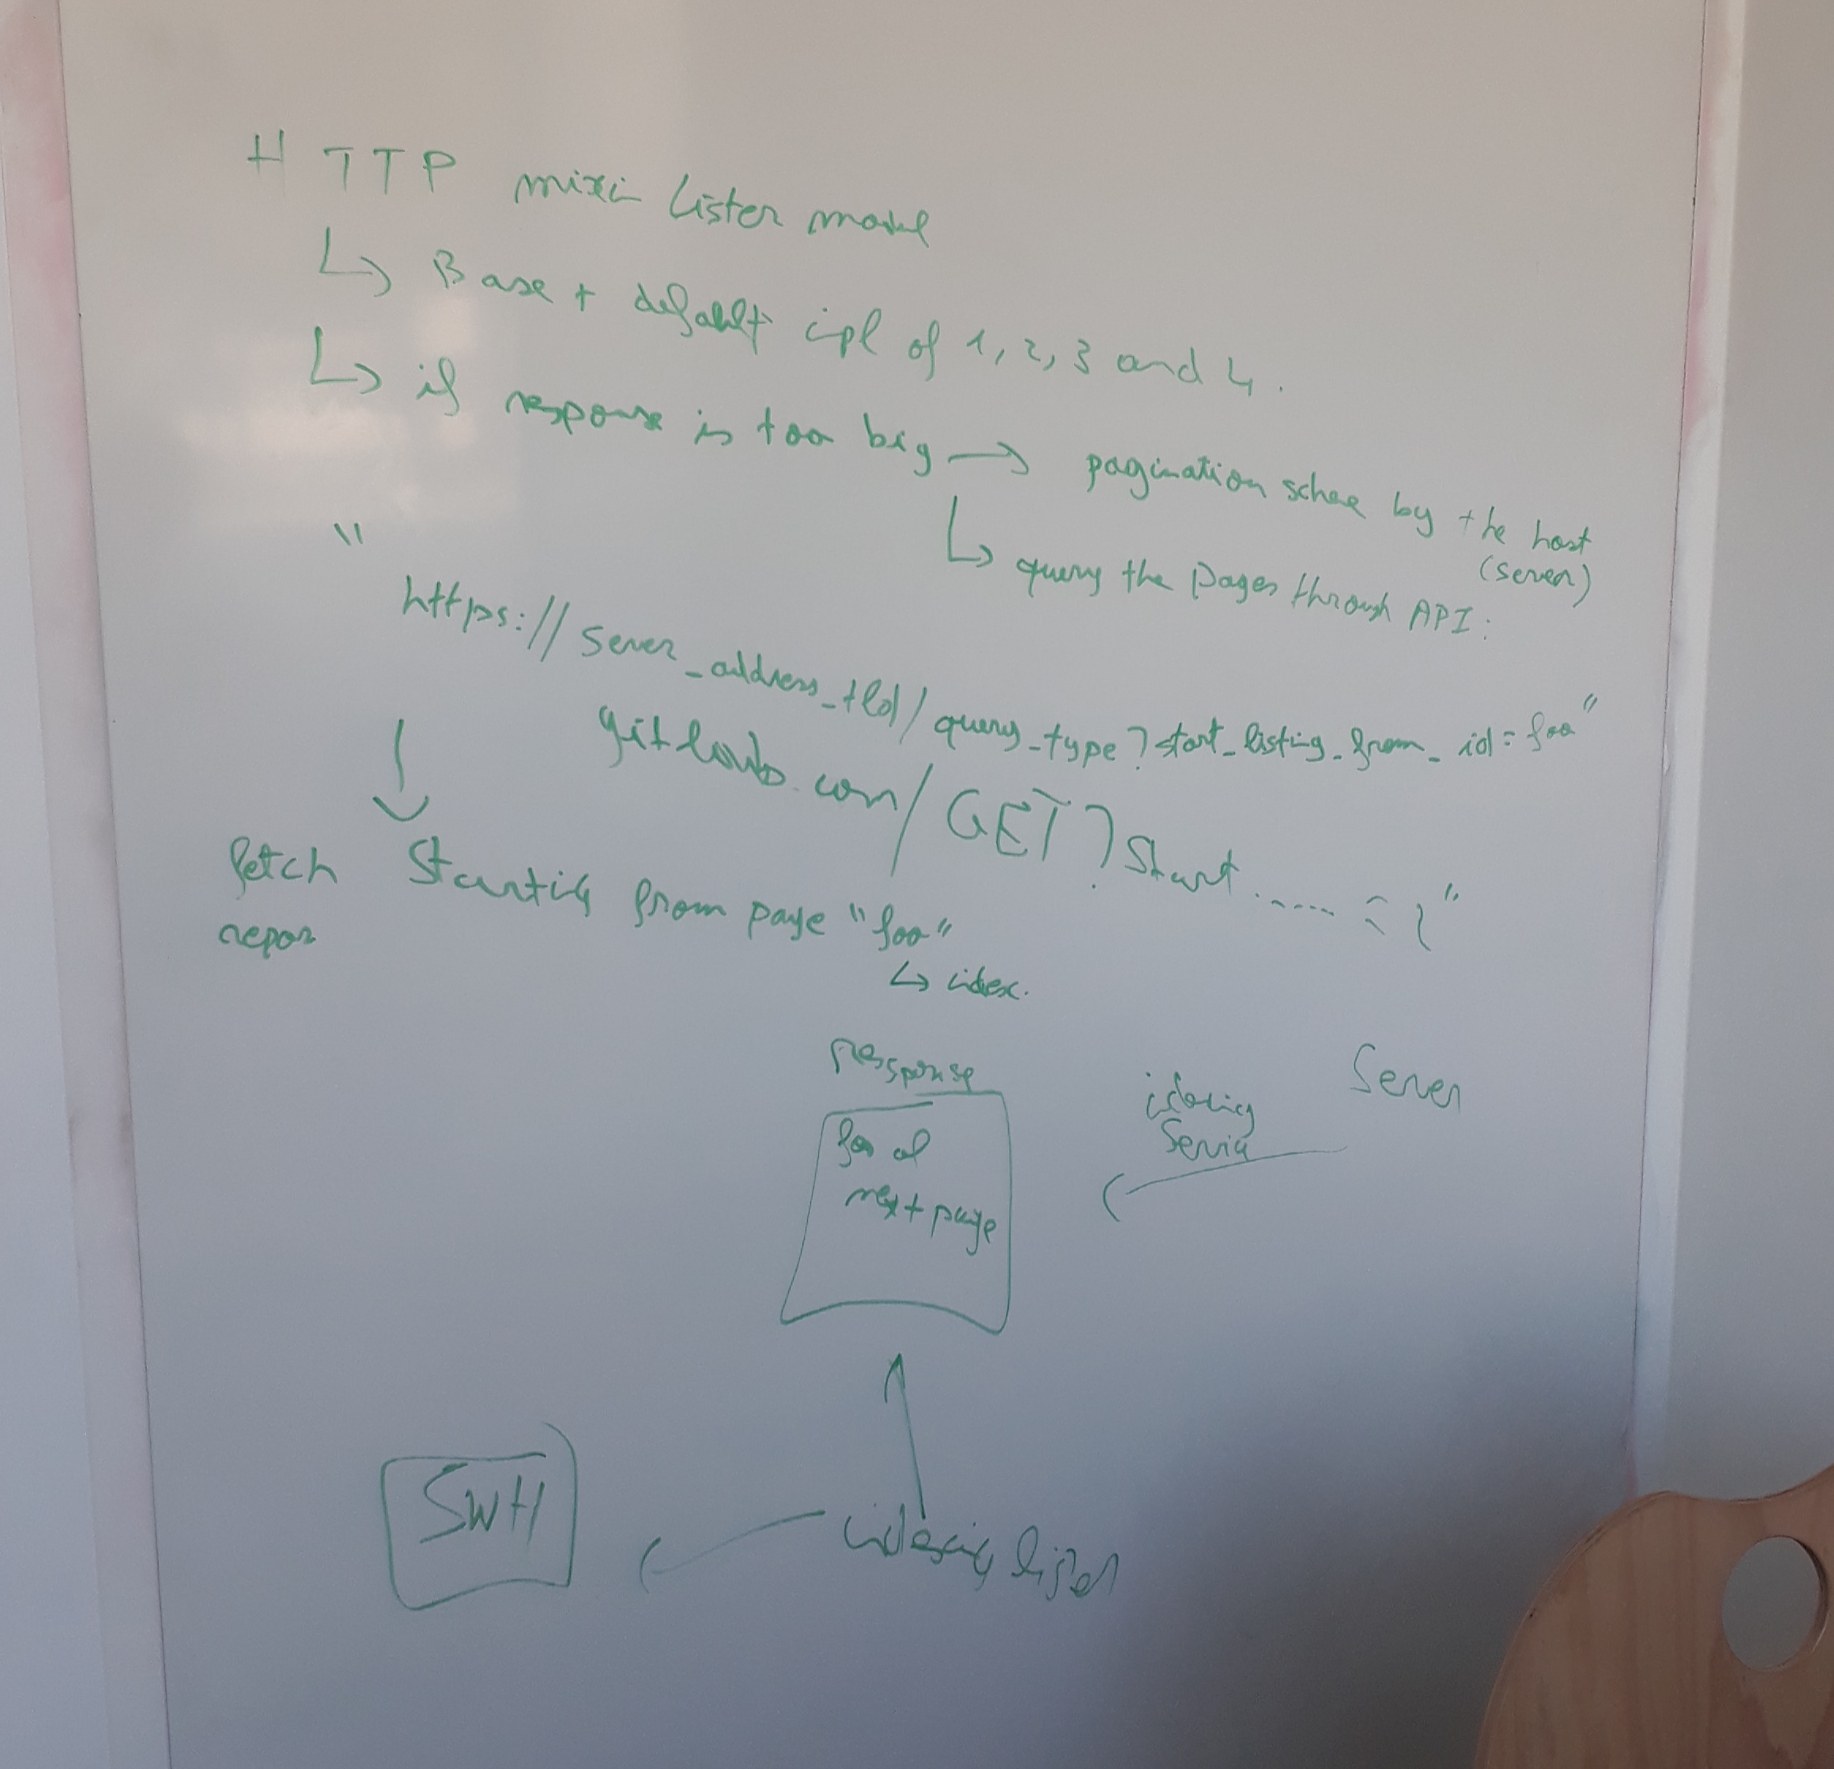 HTTP mixi Lister model
↳ Base + default ipl of 1, 2, 3 and 4.
↳ if response is too big → pagination scheme by the host
(server)
↳ query the pages through API:
"
https://server_address_tld/query_type?start_listing_from_id=foo"
gitlab.com/GET?Start......=1"
↓
fetch Starting from page "foo"
repos
↳ index.
Response
Server
indexing
Service
foo of
next page
SWH
indexing lister